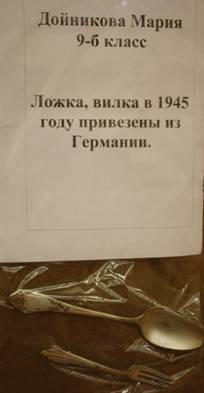 Дойникова Мария
9-б класс
Ложка, вилка в 1945
году привезены из
Германии.